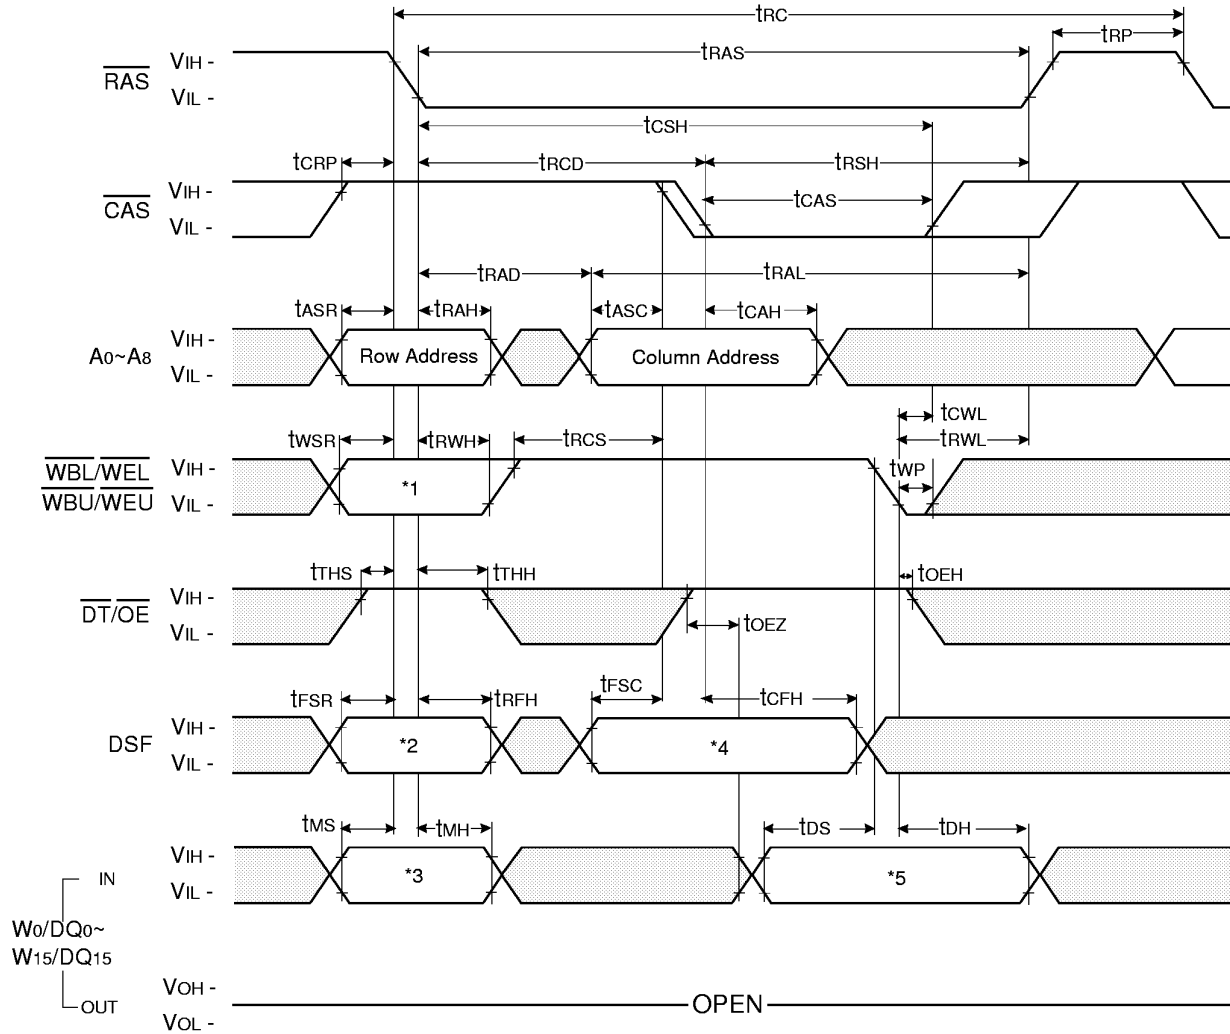 tRC
tRP
tRAS
RAS
VIH -
VIL -
tCSH
tCRP
tRCD
tRSH
CAS
VIH -
VIL -
tCAS
tRAD
tRAL
tASR
tRAH
tASC
tCAH
A0~A8
VIH -
VIL -
Row Address
Column Address
tCWL
tWSR
tRWH
tRCS
tRWL
WBL/WEL
WBU/WEU
VIH -
VIL -
*1
tWP
tTHS
tTHH
tOEH
DT/OE
VIH -
VIL -
tOEZ
tFSR
tRFH
tFSC
tCFH
DSF
VIH -
VIL -
*2
*4
tMS
tMH
tDS
tDH
VIH -
VIL -
*3
*5
IN
W0/DQ0~
W15/DQ15
OUT
VOH -
VOL -
OPEN